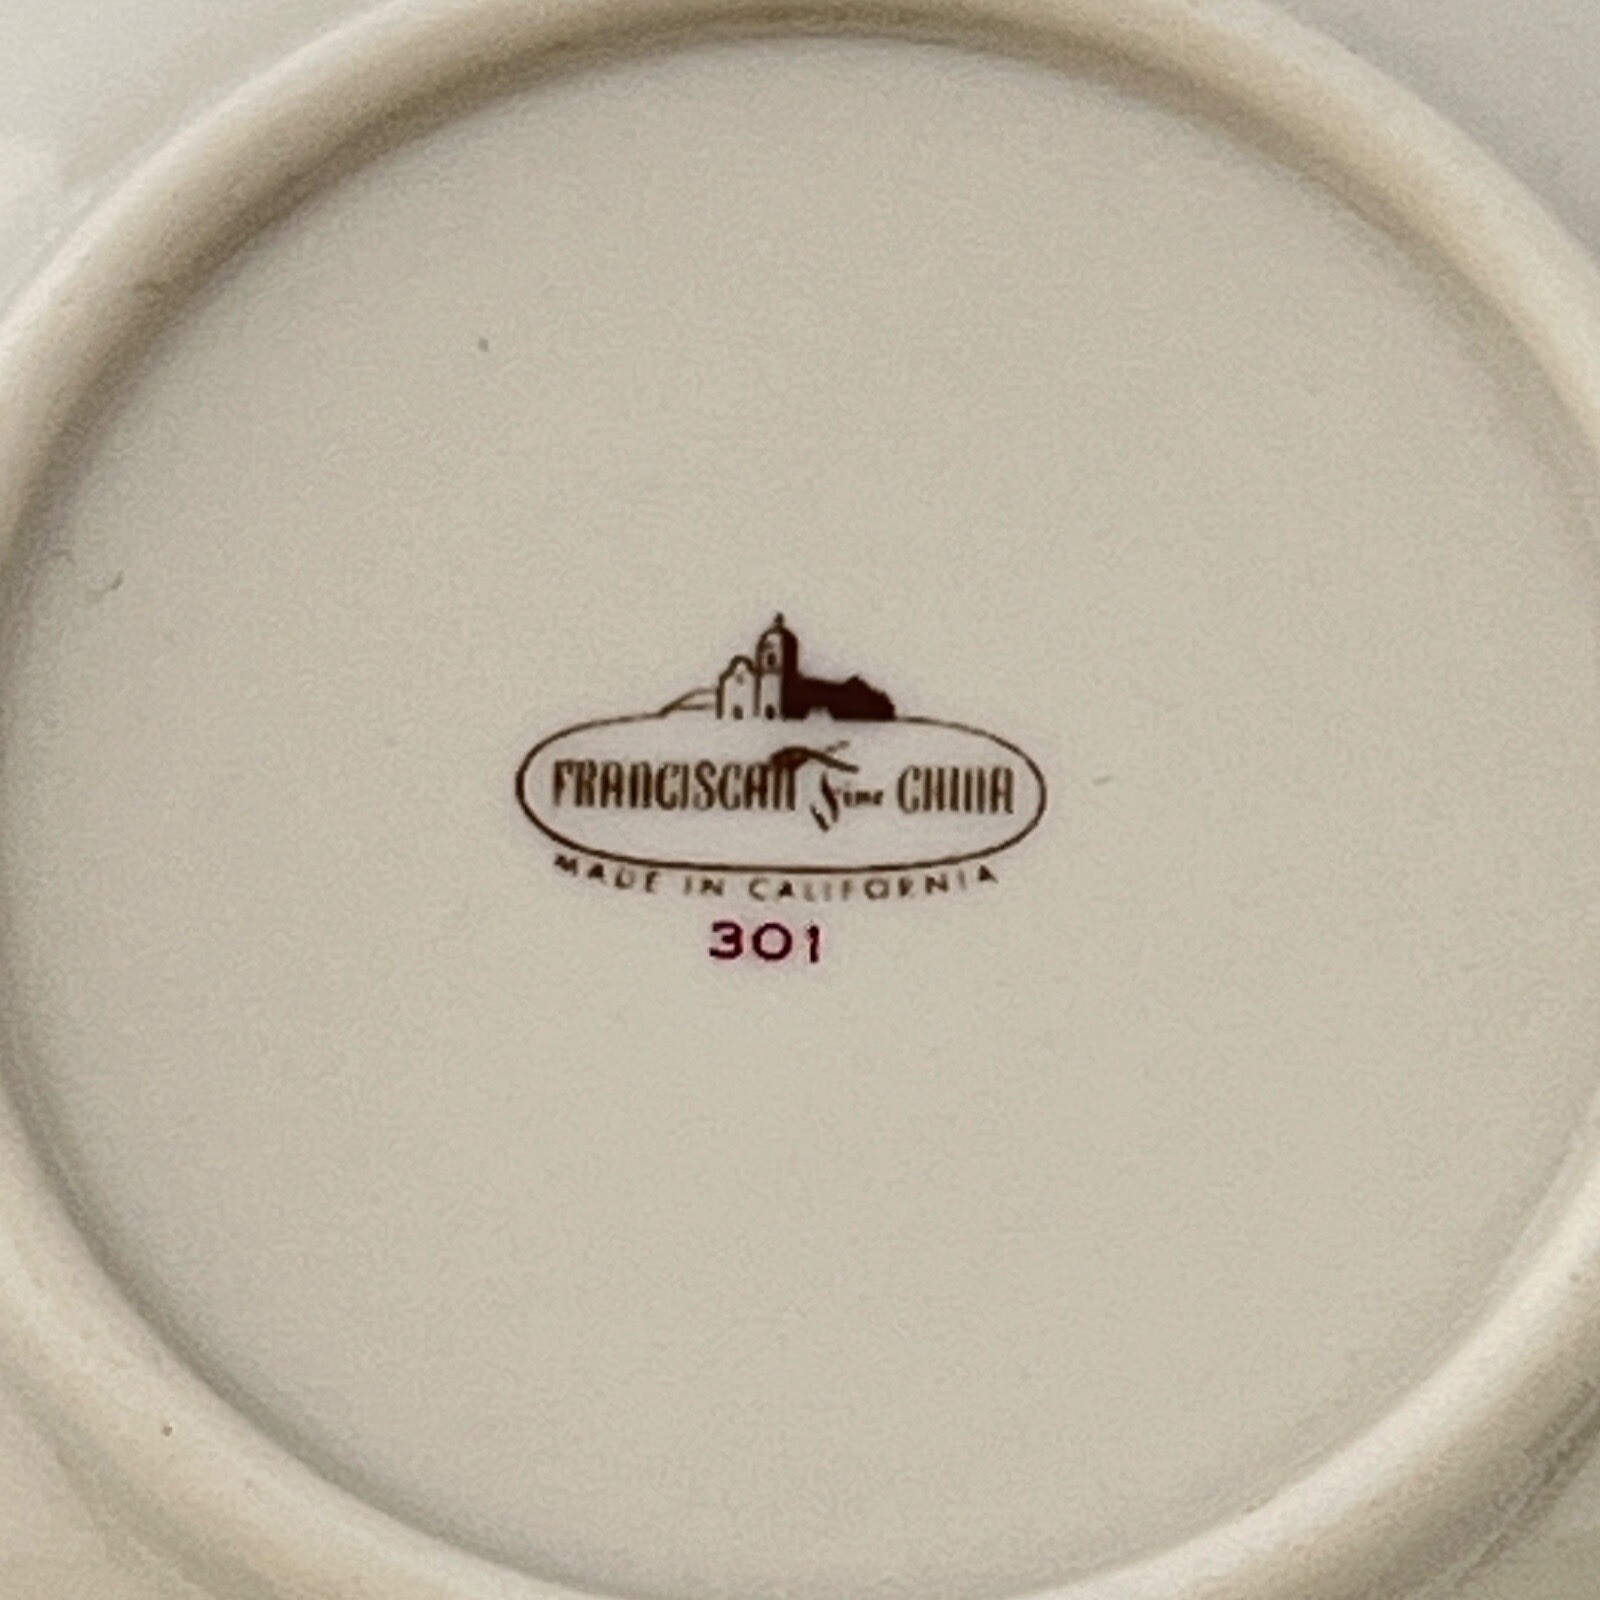 FRANCISCAN Fine CHINA
MADE IN CALIFORNIA
301